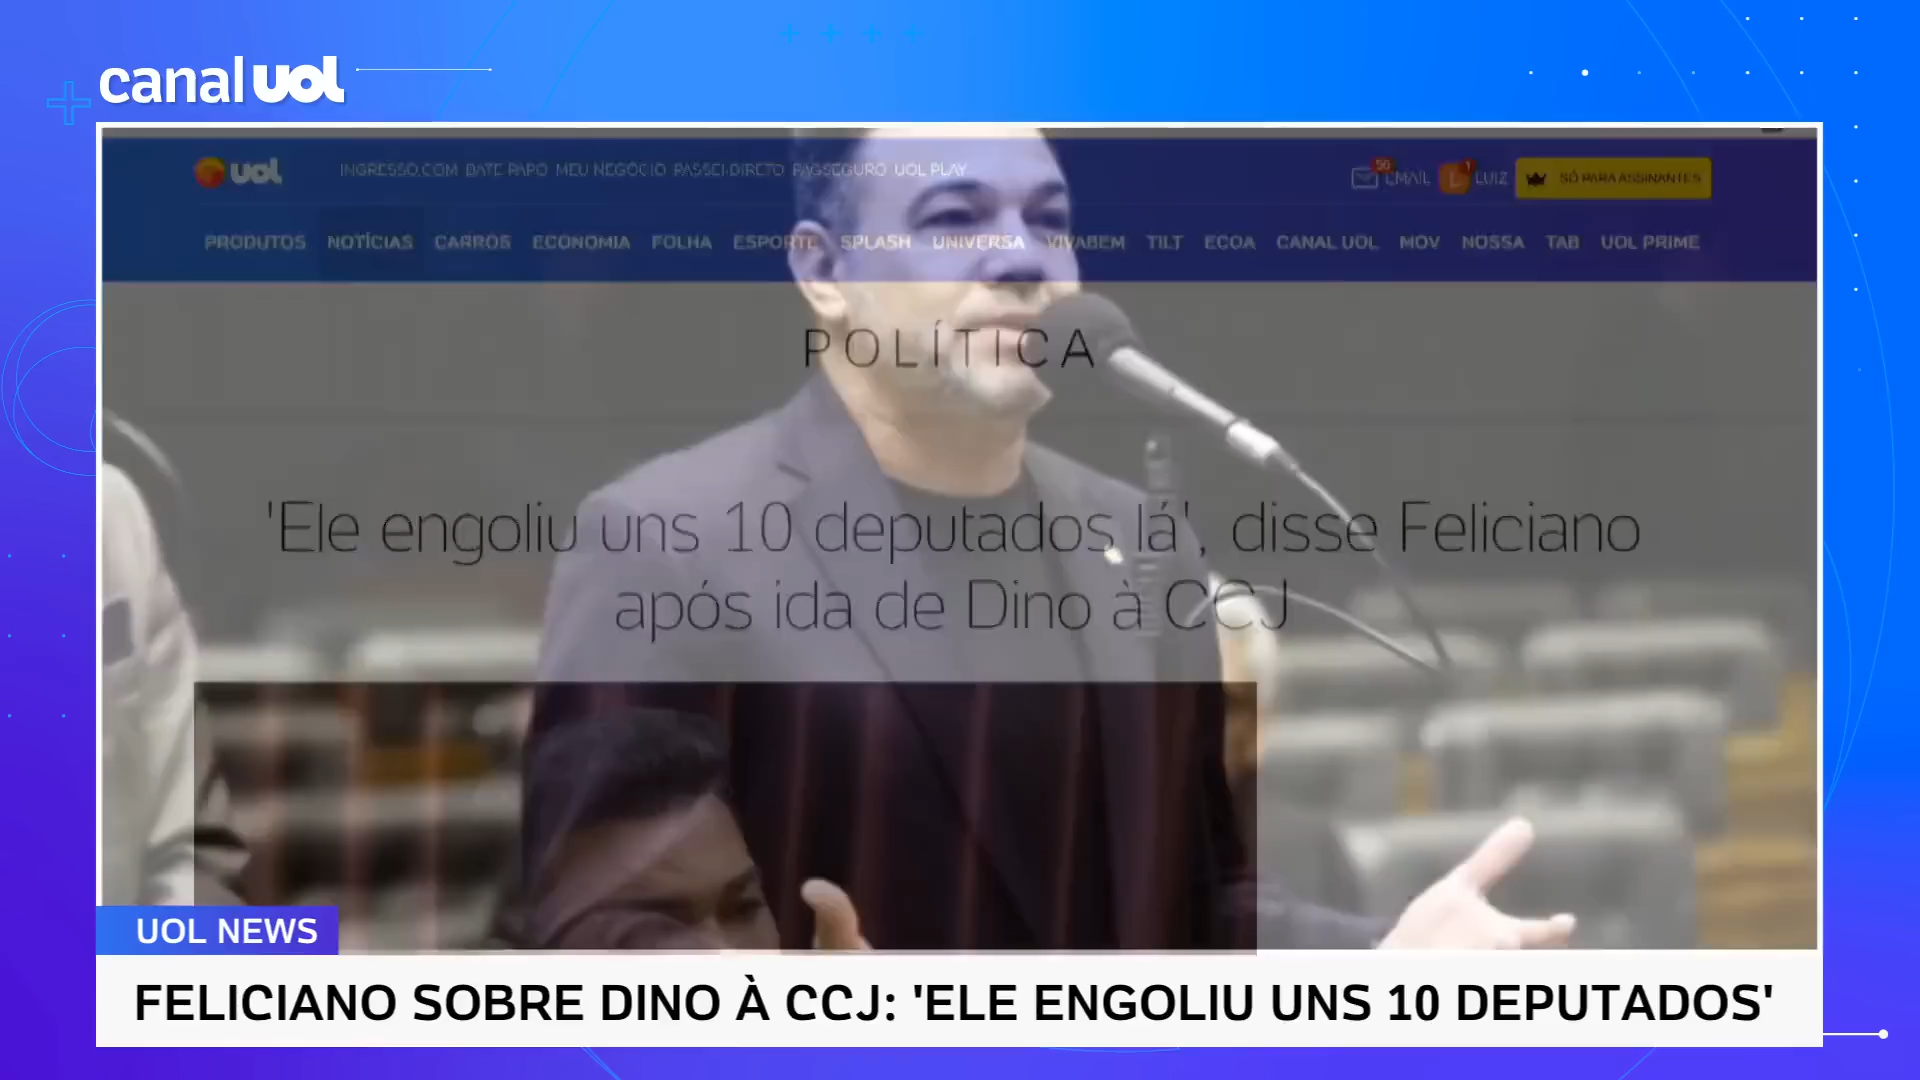 canal uol
uol INGRESSO.COM BATE PAPO MEU NEGÓCIO PASSEI DIRETO PAGSEGURO UOL PLAY 50 EMAIL L 1 LUIZ SÓ PARA ASSINANTES
PRODUTOS NOTÍCIAS CARROS ECONOMIA FOLHA ESPORTE SPLASH UNIVERSA VIVABEM TILT ECOA CANAL UOL MOV NOSSA TAB UOL PRIME
POLÍTICA
'Ele engoliu uns 10 deputados lá', disse Feliciano
após ida de Dino à CCJ
UOL NEWS
FELICIANO SOBRE DINO À CCJ: 'ELE ENGOLIU UNS 10 DEPUTADOS'